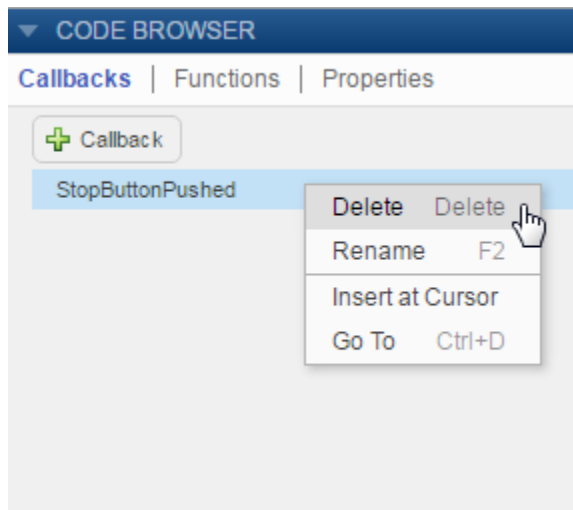 CODE BROWSER
Callbacks | Functions | Properties
Callback
StopButtonPushed
Delete Delete
Rename F2
Insert at Cursor
Go To Ctrl+D